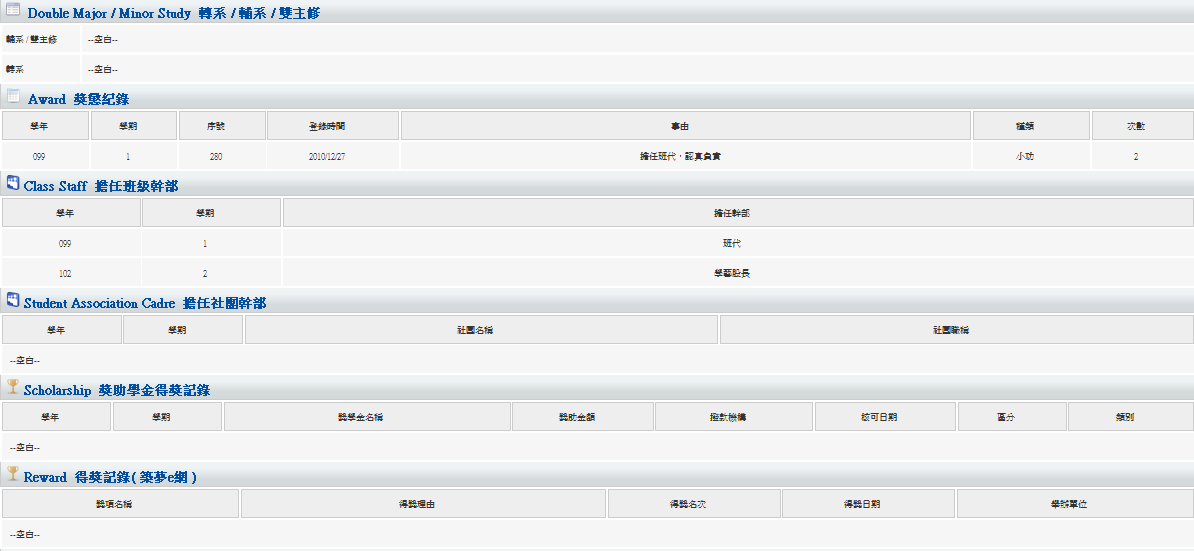 Double Major / Minor Study 轉系 / 輔系 / 雙主修
輔系 / 雙主修 --空白--
轉系 --空白--
Award 獎懲紀錄
學年 學期 序號 登錄時間 事由 種類 次數
099 1 280 2010/12/27 擔任班代，認真負責 小功 2
Class Staff 擔任班級幹部
學年 學期 擔任幹部
099 1 班代
102 2 學藝股長
Student Association Cadre 擔任社團幹部
學年 學期 社團名稱 社團職稱
--空白--
Scholarship 獎助學金得獎記錄
學年 學期 獎學金名稱 獎助金額 撥款機構 核可日期 區分 類別
--空白--
Reward 得獎記錄( 築夢e網 )
獎項名稱 得獎理由 得獎名次 得獎日期 舉辦單位
--空白--